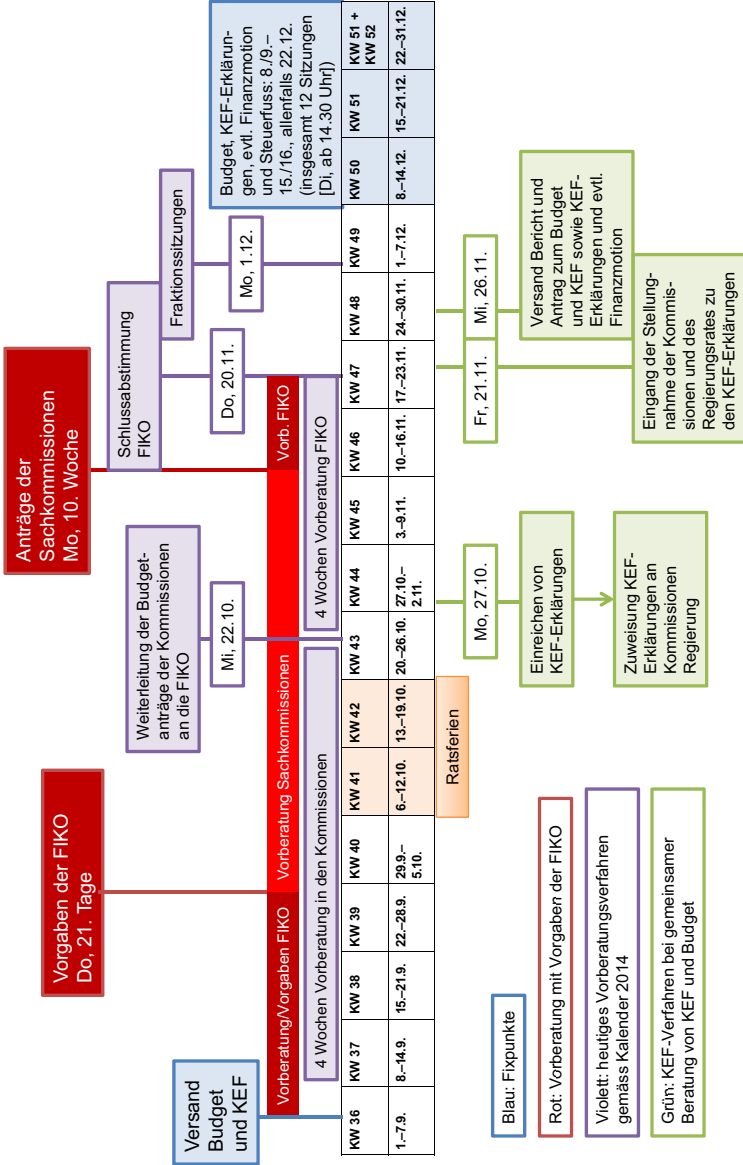 Anträge der
Sachkommissionen
Mo, 10. Woche
Vorgaben der FIKO
Do, 21. Tage
Versand
Budget
und KEF
Weiterleitung der Budget-
anträge der Kommissionen
an die FIKO
Mi, 22.10.
Schlussabstimmung
FIKO
Do, 20.11.
Fraktionssitzungen
Mo, 1.12.
Budget, KEF-Erklärun-
gen, evtl. Finanzmotion
und Steuerfuss: 8./9.–
15./16., allenfalls 22.12.
(insgesamt 12 Sitzungen
[Di, ab 14.30 Uhr])
Vorberatung/Vorgaben FIKO
Vorberatung Sachkommissionen
Vorb. FIKO
4 Wochen Vorberatung in den Kommissionen
4 Wochen Vorberatung FIKO
KW 36
KW 37
KW 38
KW 39
KW 40
KW 41
KW 42
KW 43
KW 44
KW 45
KW 46
KW 47
KW 48
KW 49
KW 50
KW 51
KW 51 +
KW 52
1.–7.9.
8.–14.9.
15.–21.9.
22.–28.9.
29.9.–
5.10.
6.–12.10.
13.–19.10.
20.–26.10.
27.10.–
2.11.
3.–9.11.
10.–16.11.
17.–23.11.
24.–30.11.
1.–7.12.
8.–14.12.
15.–21.12.
22.–31.12.
Ratsferien
Mo, 27.10.
Einreichen von
KEF-Erklärungen
Zuweisung KEF-
Erklärungen an
Kommissionen
Regierung
Fr, 21.11.
Eingang der Stellung-
nahme der Kommis-
sionen und des
Regierungsrates zu
den KEF-Erklärungen
Mi, 26.11.
Versand Bericht und
Antrag zum Budget
und KEF sowie KEF-
Erklärungen und evtl.
Finanzmotion
Blau: Fixpunkte
Rot: Vorberatung mit Vorgaben der FIKO
Violett: heutiges Vorberatungsverfahren
gemäss Kalender 2014
Grün: KEF-Verfahren bei gemeinsamer
Beratung von KEF und Budget